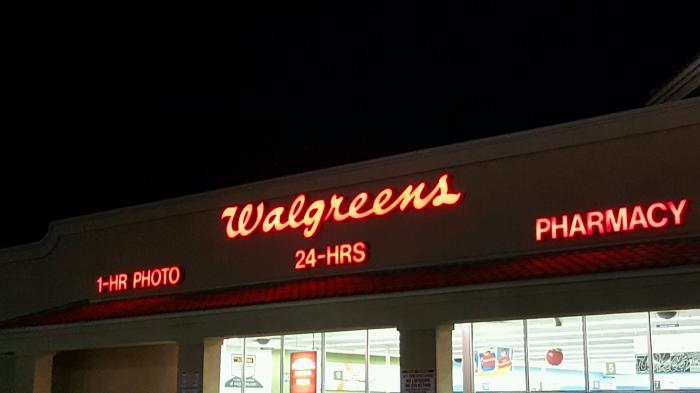 Walgreens
24-HRS
1-HR PHOTO
PHARMACY